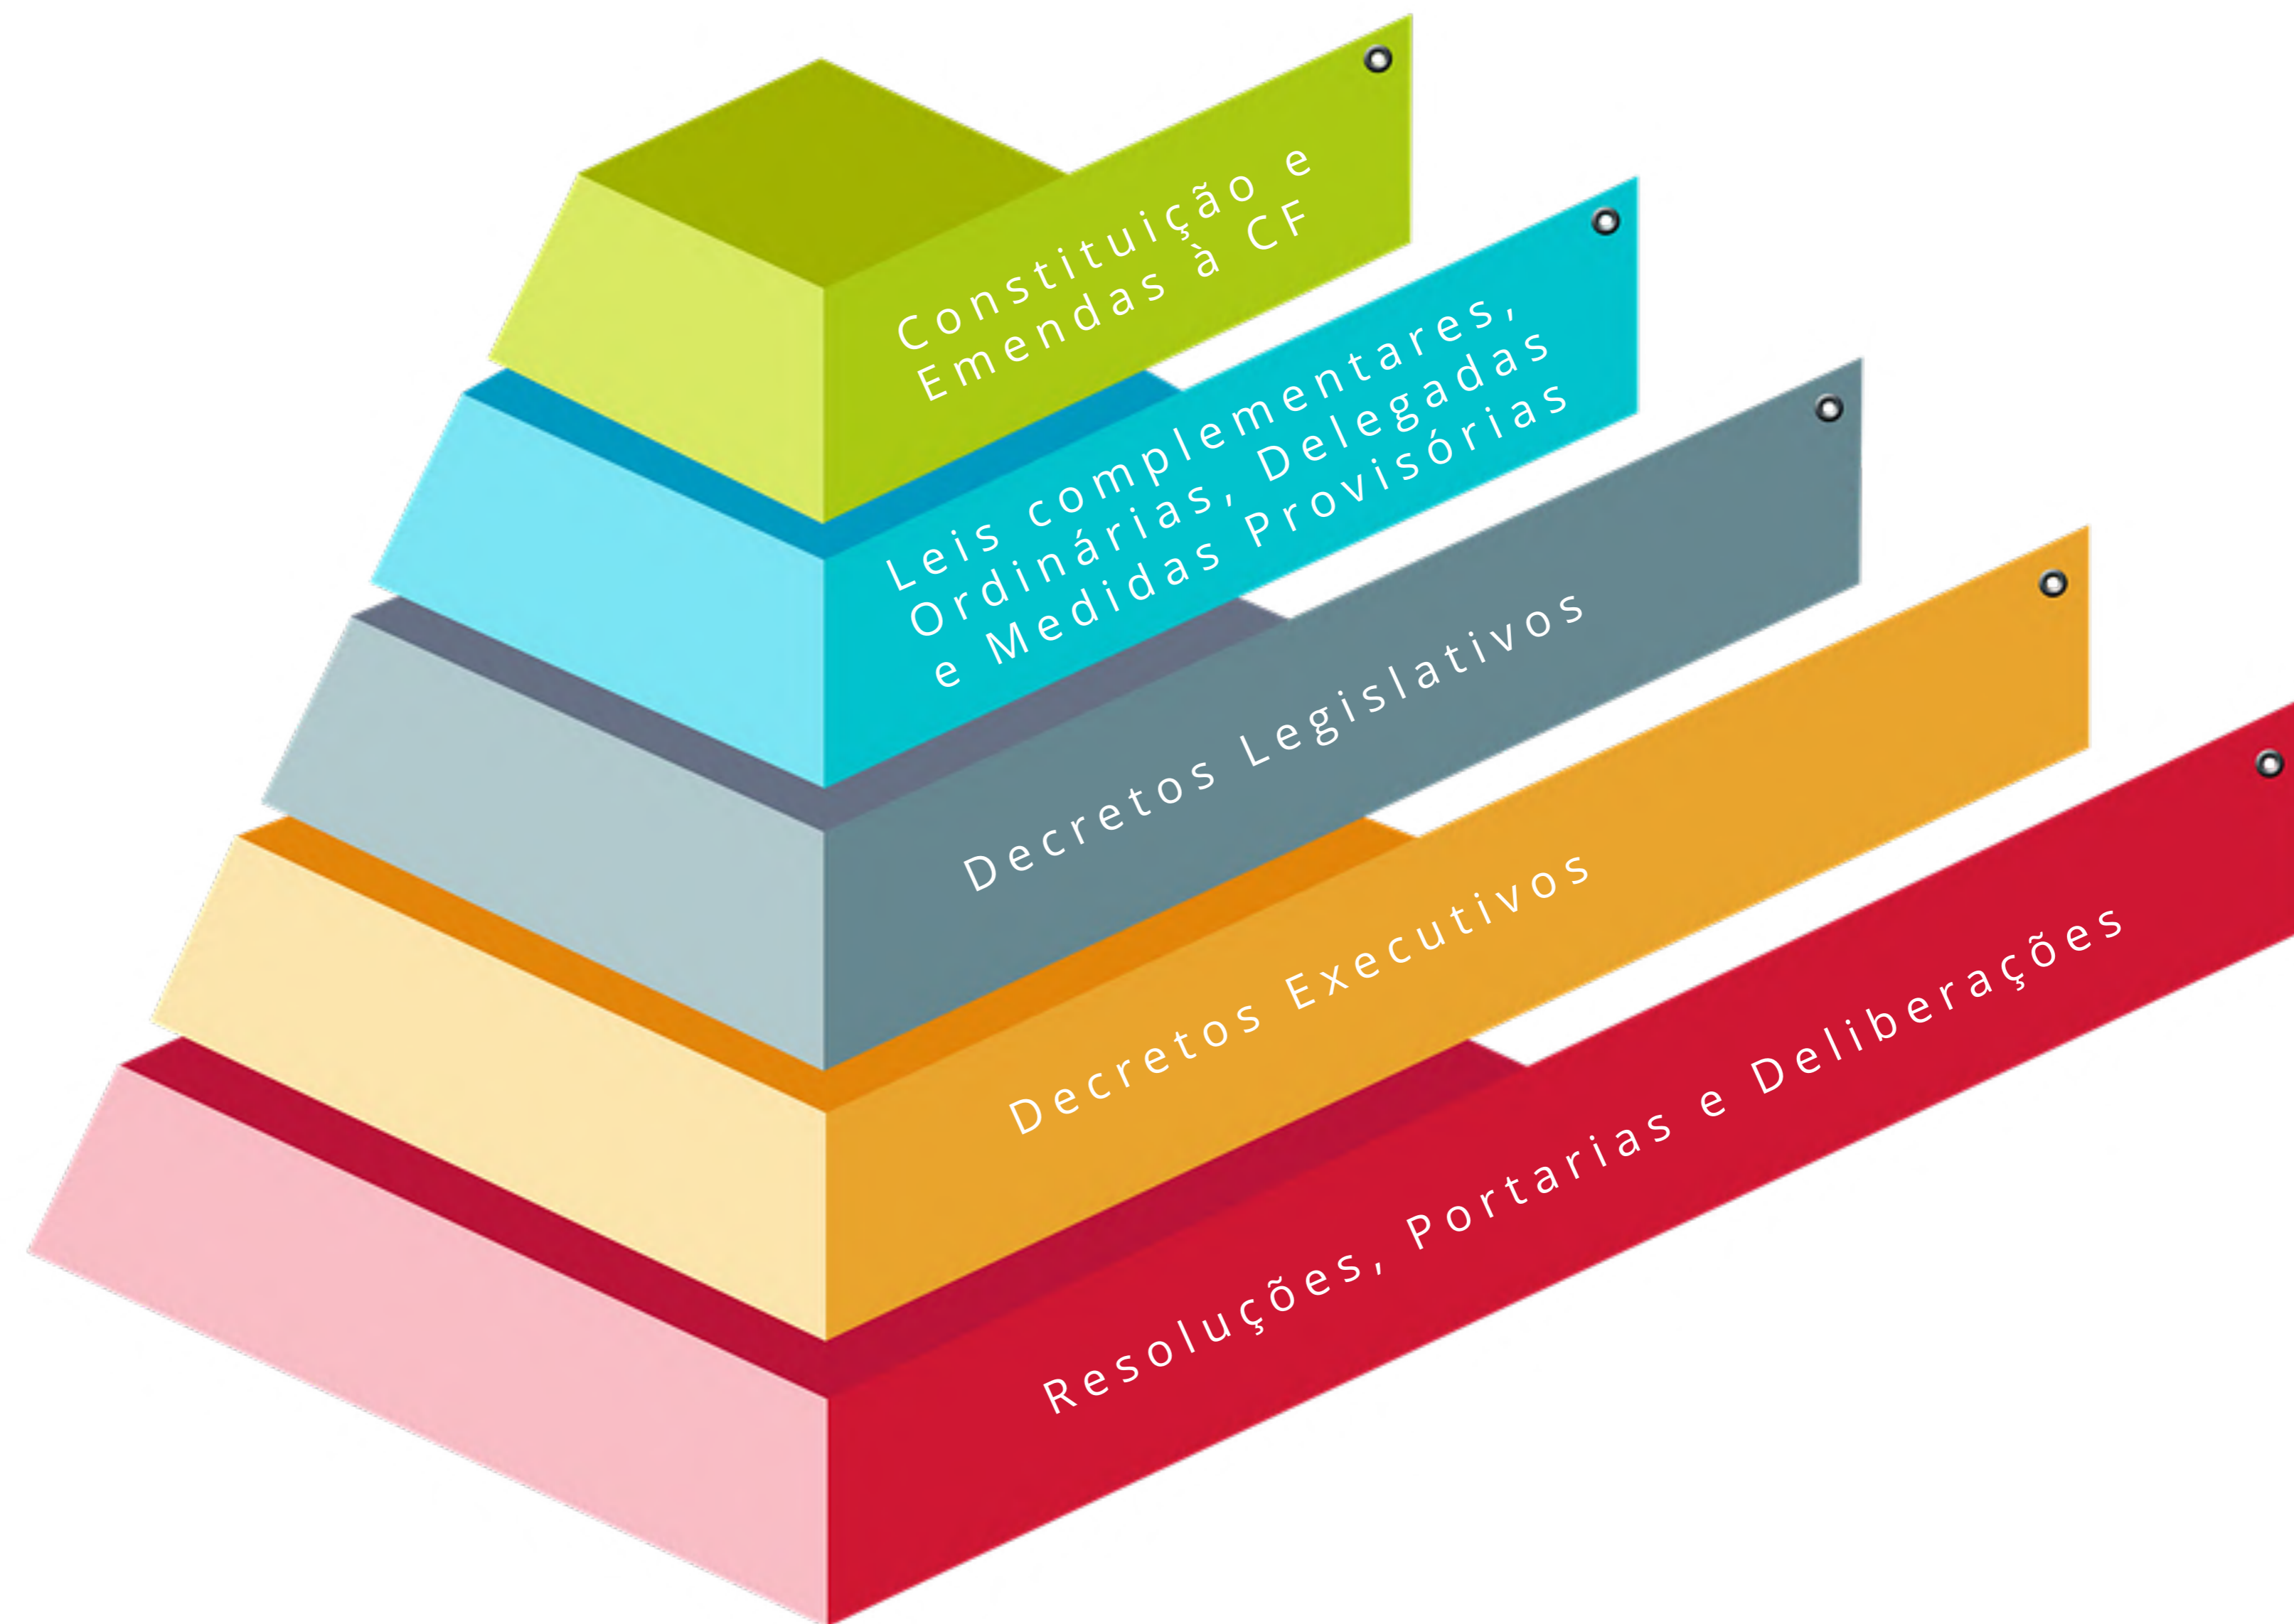 Constituição e
Emendas à CF
Leis complementares,
Ordinárias, Delegadas
e Medidas Provisórias
Decretos Legislativos
Decretos Executivos
Resoluções, Portarias e Deliberações